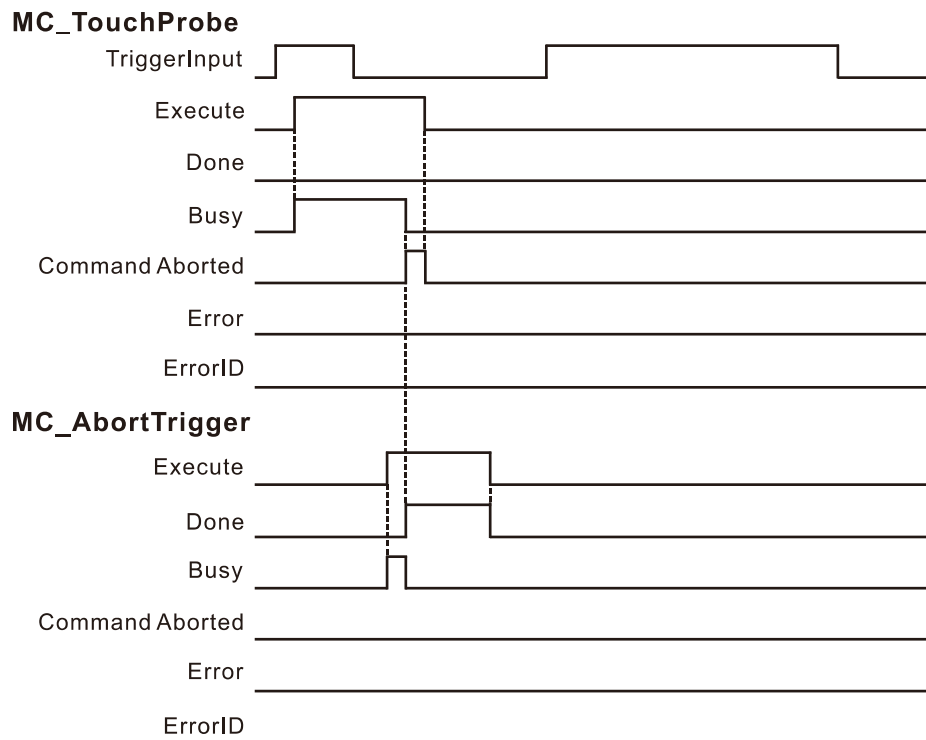 MC_TouchProbe
TriggerInput
Execute
Done
Busy
Command Aborted
Error
ErrorID
MC_AbortTrigger
Execute
Done
Busy
Command Aborted
Error
ErrorID